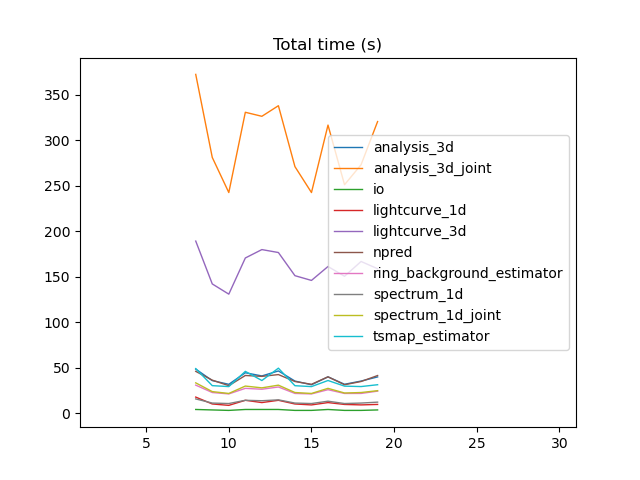 Total time (s)
350
300
250
200
150
100
50
0
5
10
15
20
25
30
analysis_3d
analysis_3d_joint
io
lightcurve_1d
lightcurve_3d
npred
ring_background_estimator
spectrum_1d
spectrum_1d_joint
tsmap_estimator